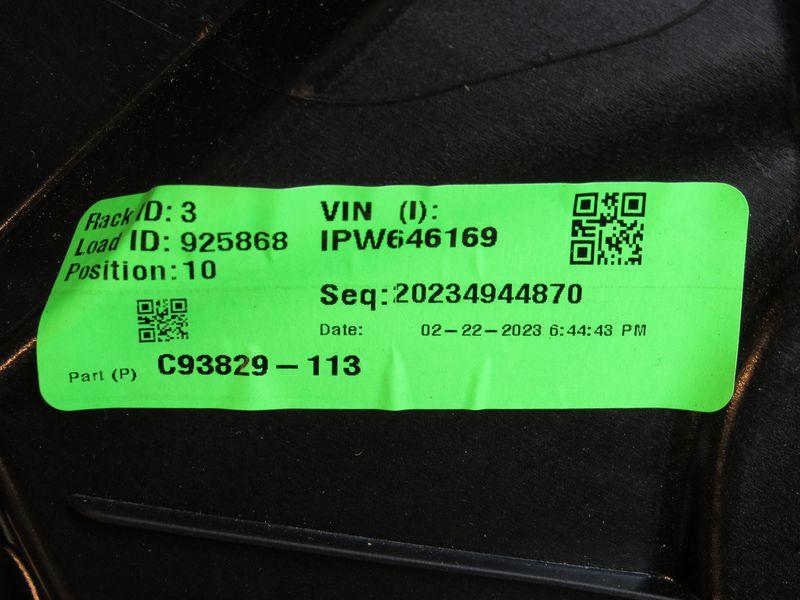 Rack ID: 3
Load ID: 925868
Position: 10
VIN (I):
IPW646169
Seq: 20234944870
Date: 02-22-2023 6:44:43 PM
Part (P) C93829-113